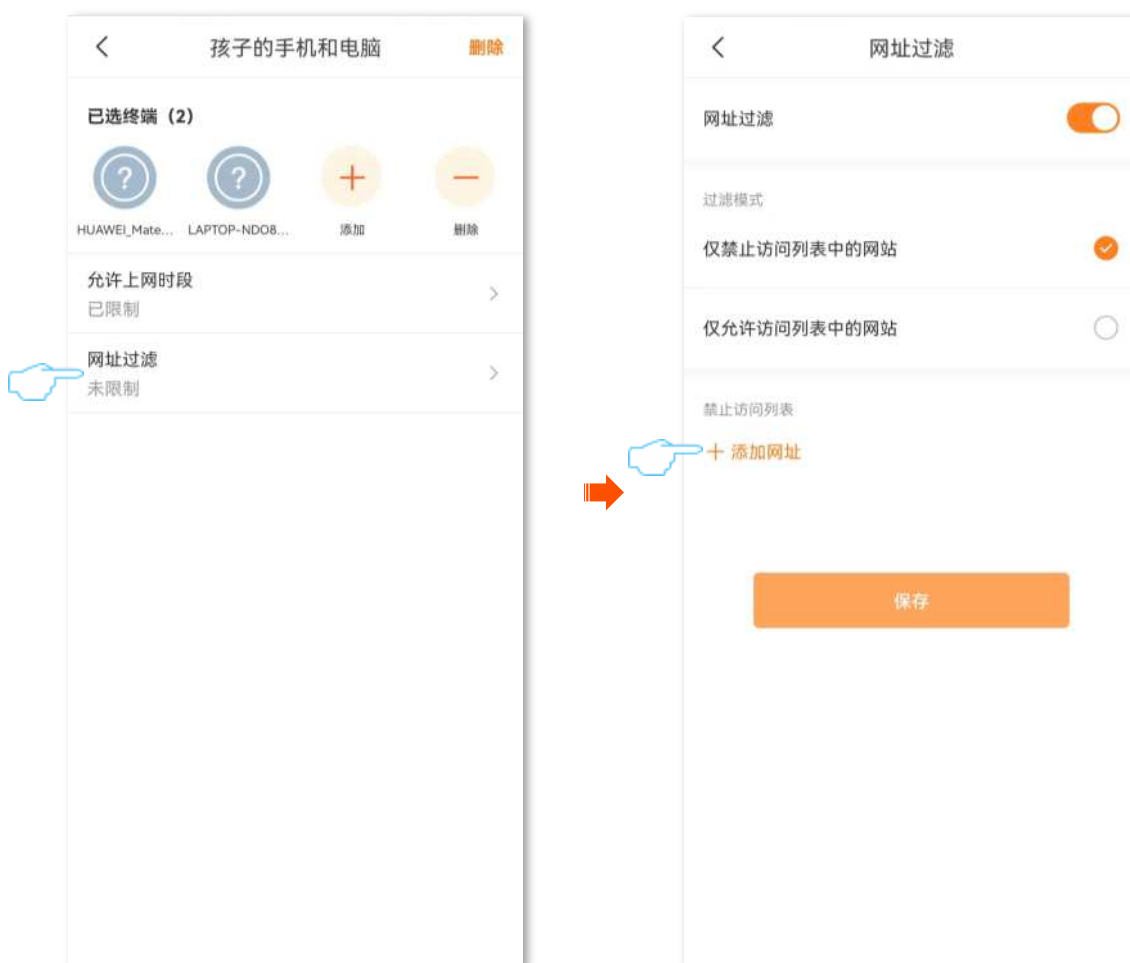 孩子的手机和电脑 删除
已选终端（2）
HUAWEI_Mate... LAPTOP-NDO8... 添加 删除
允许上网时段
已限制
网址过滤
未限制
网址过滤
网址过滤
过滤模式
仅禁止访问列表中的网站
仅允许访问列表中的网站
禁止访问列表
添加网址
保存